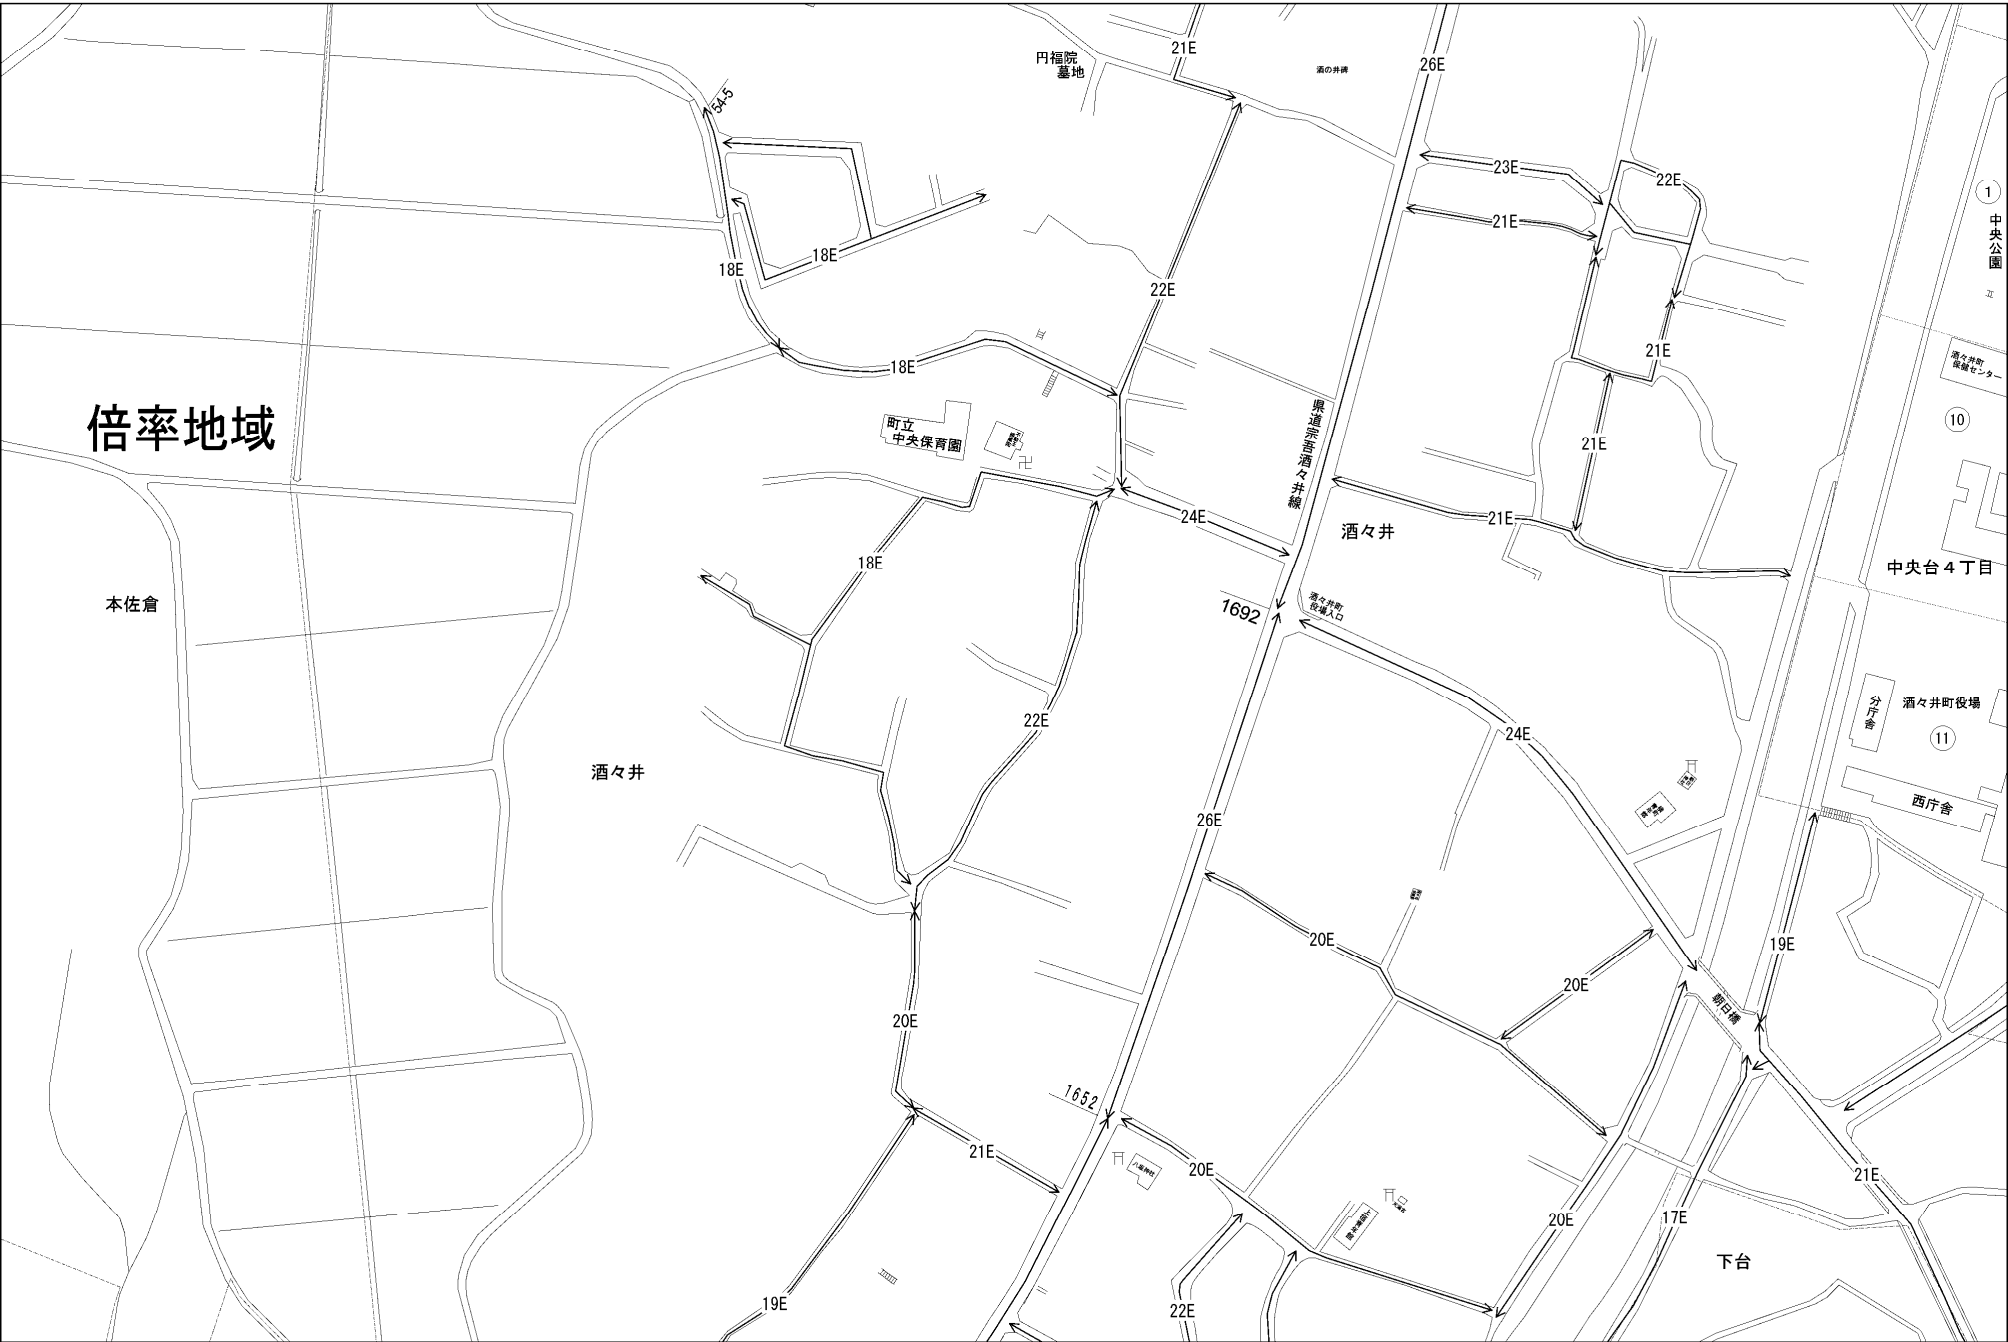 21E
26E
円福院
墓地
酒の井碑
54-5
23E
22E
1
中央公園
21E
18E
18E
22E
21E
酒々井町
保健センター
18E
倍率地域
県道宗吾酒々井線
10
町立
中央保育園
21E
24E
21E
酒々井
18E
中央台4丁目
本佐倉
1692
酒々井町
役場入口
分庁舎
酒々井町役場
22E
24E
11
酒々井
西庁舎
26E
20E
19E
20E
朝日橋
20E
1652
21E
八坂神社
20E
21E
17E
20E
下台
19E
22E